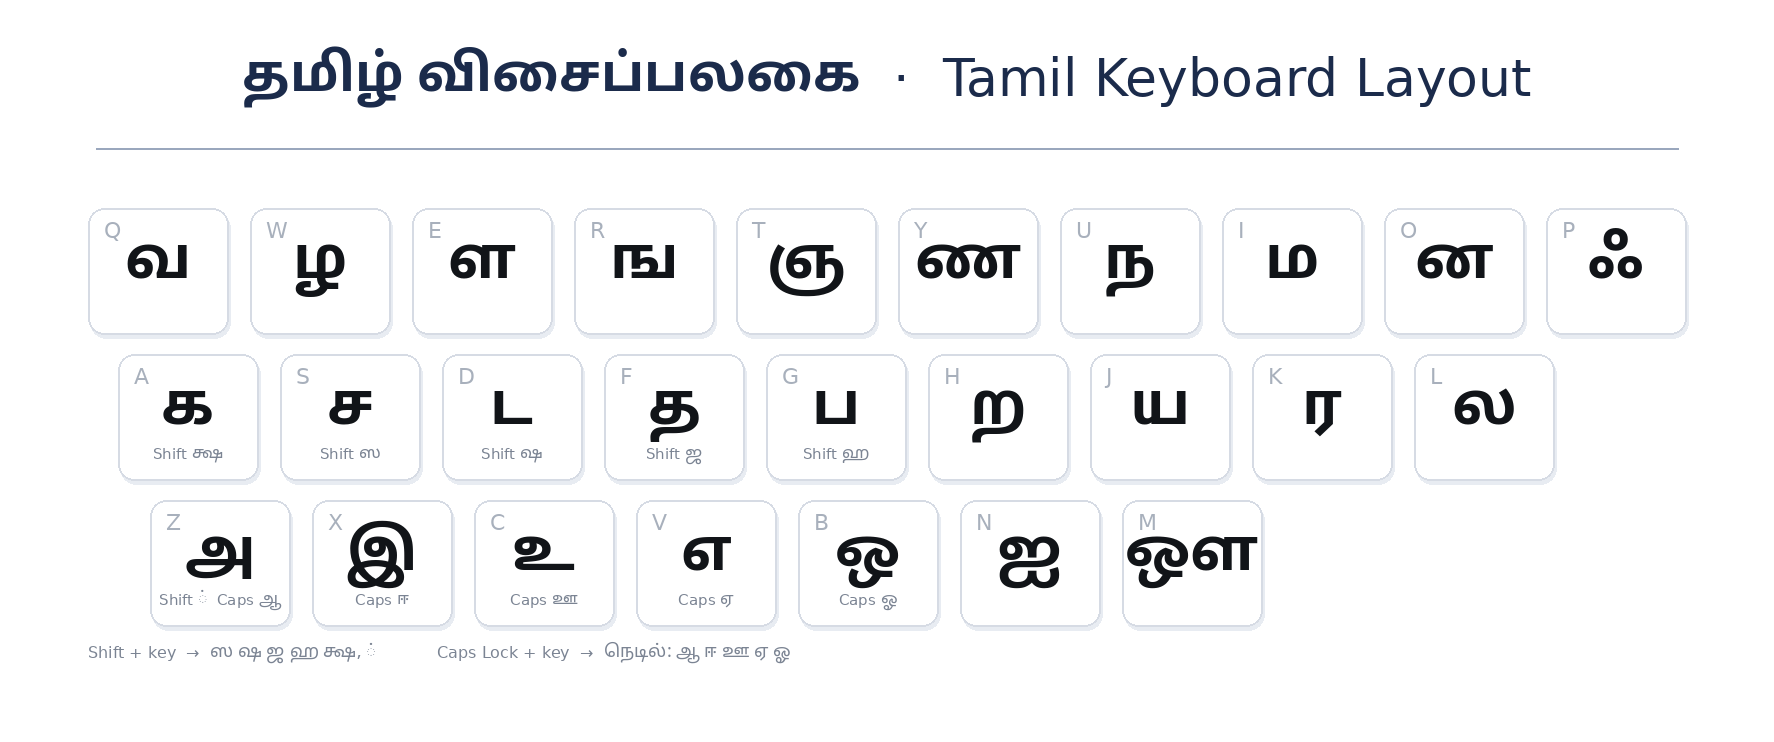 தமிழ் விசைப்பலகை · Tamil Keyboard Layout
Q வ W ழ E ள R ங T ஞ Y ண U ந I ம O ன P ஃ
A க S ச D ட F த G ப H ற J ய K ர L ல
Shift க்ஷ Shift ஸ Shift ஷ Shift ஜ Shift ஹ
Z அ X இ C உ V எ B ஒ N ஐ M ஔ
Shift ் Caps ஆ Caps ஈ Caps ஊ Caps ஏ Caps ஓ
Shift + key → ஸ ஷ ஜ ஹ க்ஷ, ் Caps Lock + key → நெடில்: ஆ ஈ ஊ ஏ ஓ